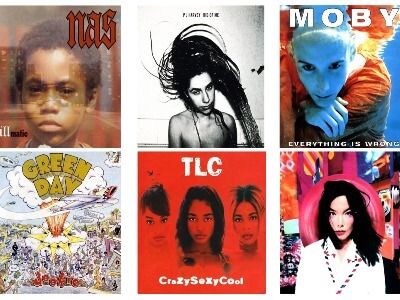 nas
illmatic
PJ HARVEY RID OF ME
MOBY
EVERYTHING IS WRONG
GREEN
DAY
Dookie
TLC
CrazySexyCool